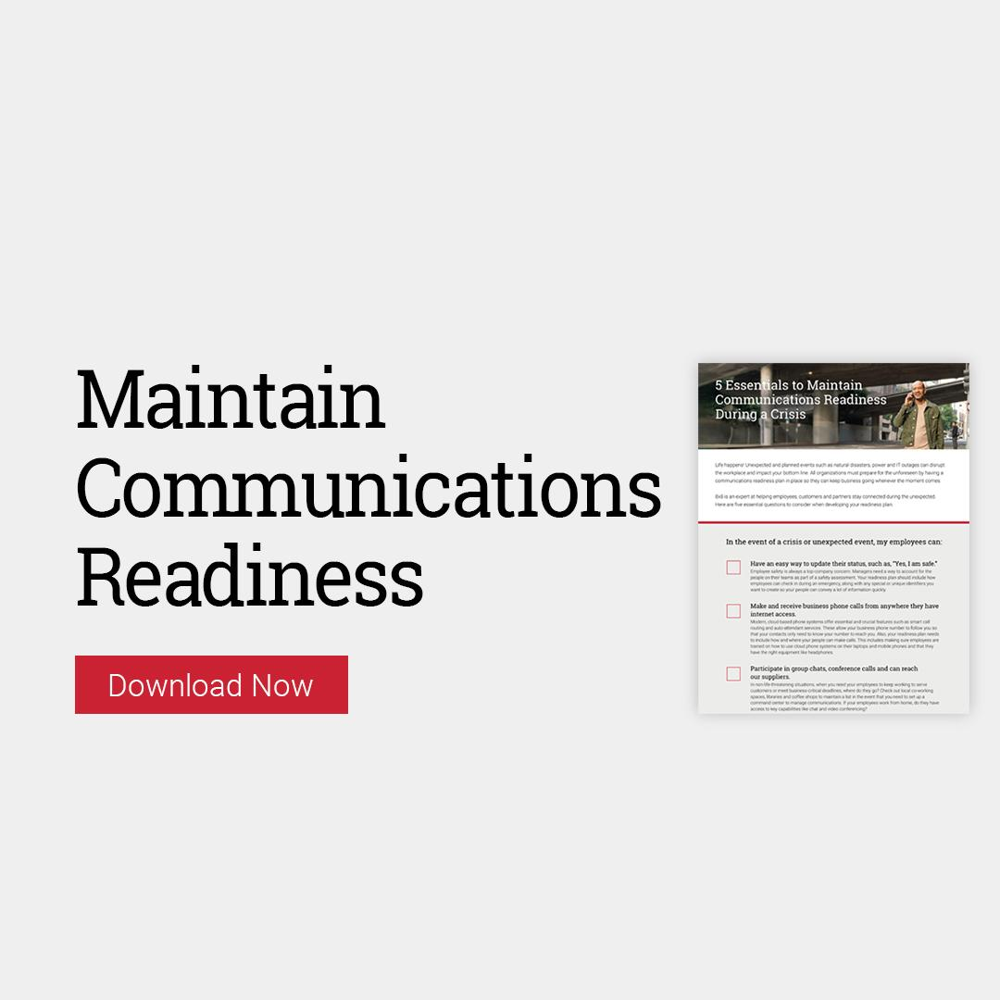 Maintain
Communications
Readiness
Download Now
5 Essentials to Maintain
Communications Readiness
During a Crisis
Life happens! Unexpected and planned events such as natural disasters, power and IT outages can disrupt
the workplace and impact your bottom line. All organizations must prepare for the unforeseen by having a
communications readiness plan in place so they can keep business going whenever the moment comes.
8x8 is an expert at helping employees, customers and partners stay connected during the unexpected.
Here are five essential questions to consider when developing your readiness plan.
In the event of a crisis or unexpected event, my employees can:
Have an easy way to update their status, such as, "Yes, I am safe."
Employee safety is always a top company concern. Managers need a way to account for the
people on their teams as part of a safety assessment. Your readiness plan should include how
employees can check in during an emergency, along with any special or unique identifiers you
want to create so your people can convey a lot of information quickly.
Make and receive business phone calls from anywhere they have
internet access.
Modern, cloud-based phone systems offer essential and crucial features such as smart call
routing and auto-attendant services. These allow your business phone number to follow you so
that your contacts only need to know your number to reach you. Also, your readiness plan needs
to include how and where your people can make calls. This includes making sure employees are
trained on how to use cloud phone systems on their laptops and mobile phones and that they
have the right equipment like headphones.
Participate in group chats, conference calls and can reach
our suppliers.
In non-life-threatening situations, when you need your employees to keep working to serve
customers or meet business-critical deadlines, where do they go? Check out local co-working
spaces, libraries and coffee shops to maintain a list in the event that you need to set up a
command center to manage communications. If your employees work from home, do they have
access to key capabilities like chat and video conferencing?